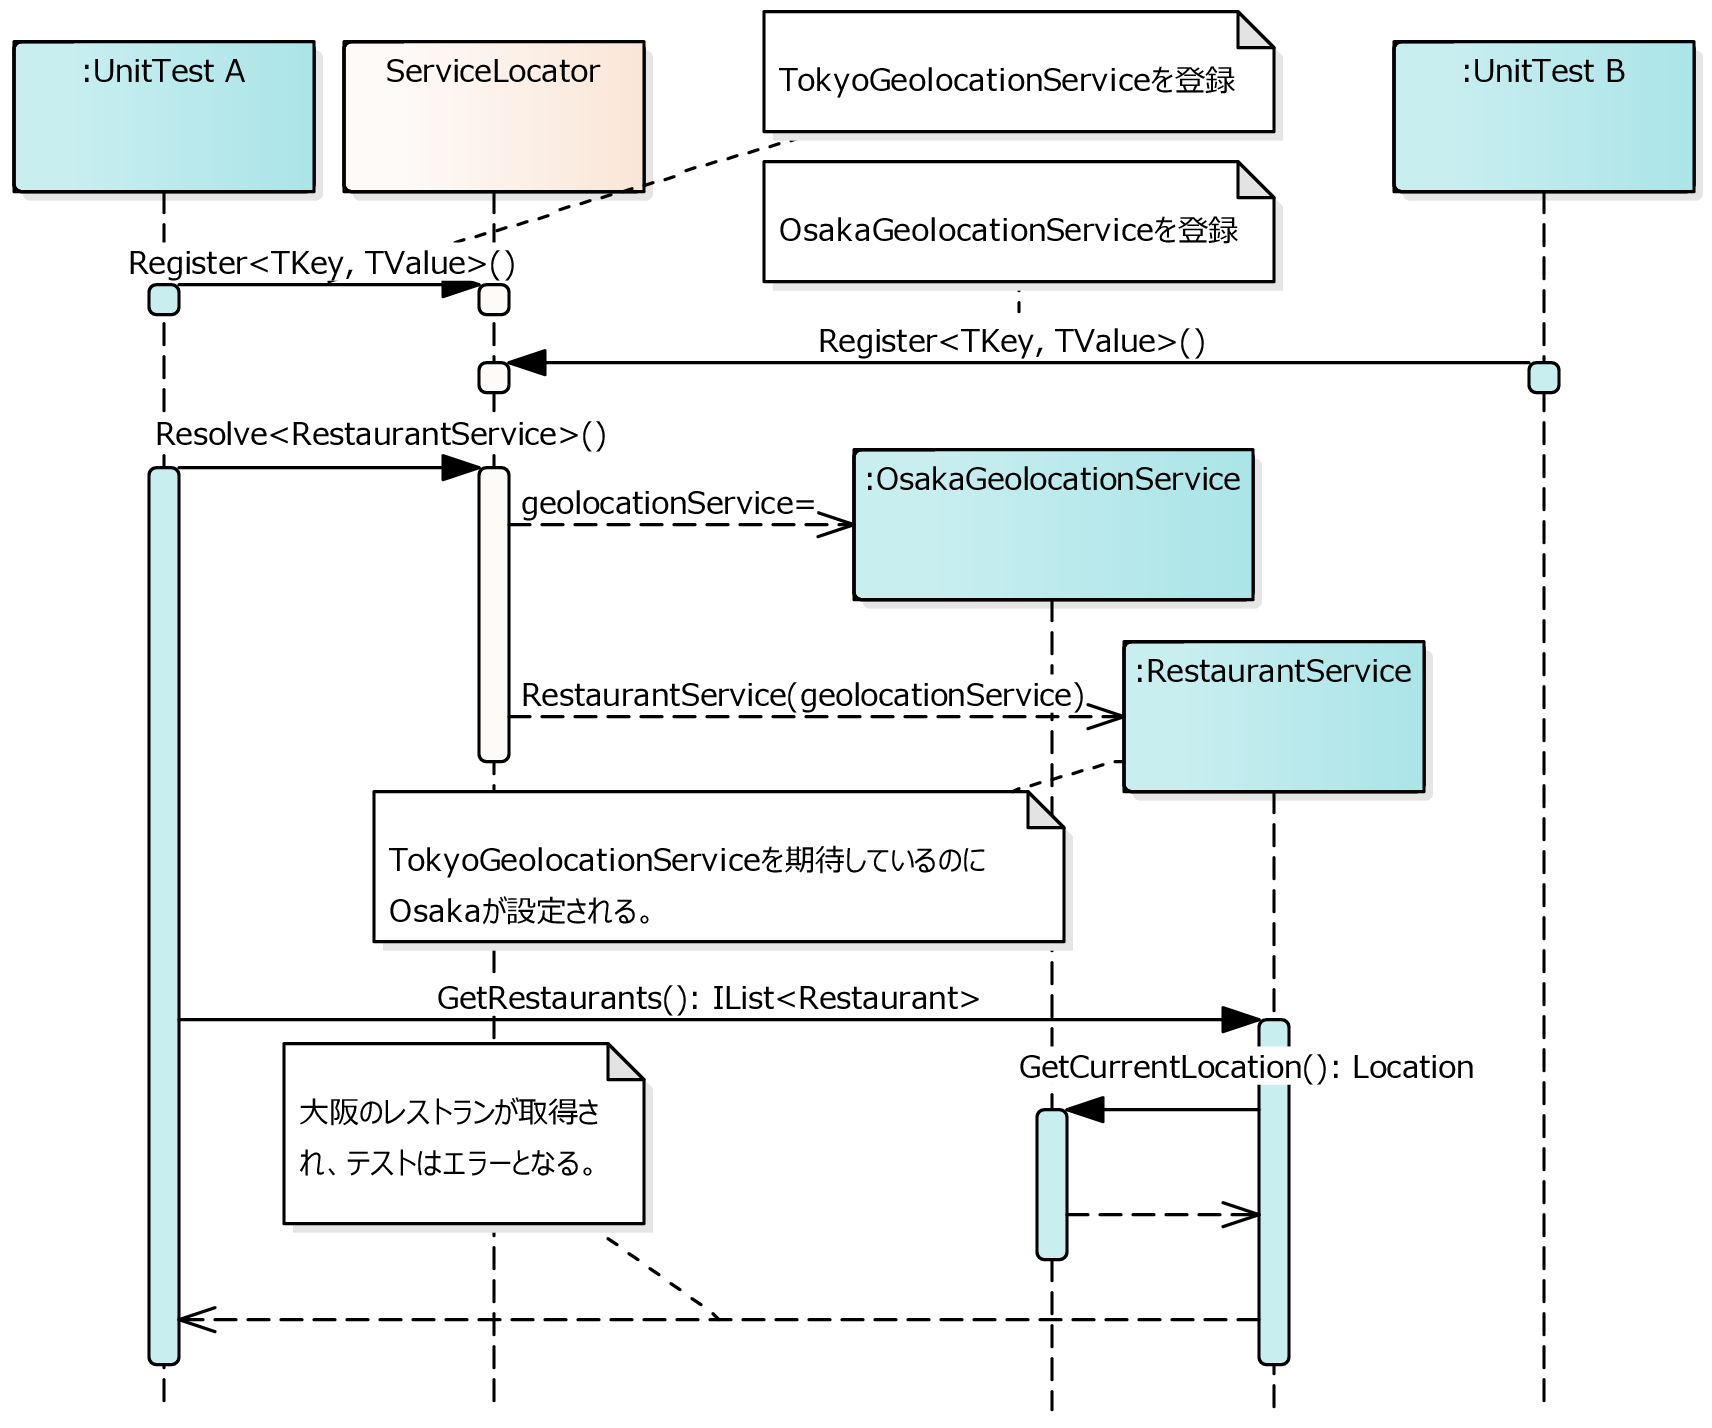 :UnitTest A
ServiceLocator
TokyoGeolocationServiceを登録
:UnitTest B
OsakaGeolocationServiceを登録
Register<TKey, TValue>()
Register<TKey, TValue>()
Resolve<RestaurantService>()
:OsakaGeolocationService
geolocationService=
:RestaurantService
RestaurantService(geolocationService)
TokyoGeolocationServiceを期待しているのに
Osakaが設定される。
GetRestaurants(): IList<Restaurant>
GetCurrentLocation(): Location
大阪のレストランが取得さ
れ、テストはエラーとなる。